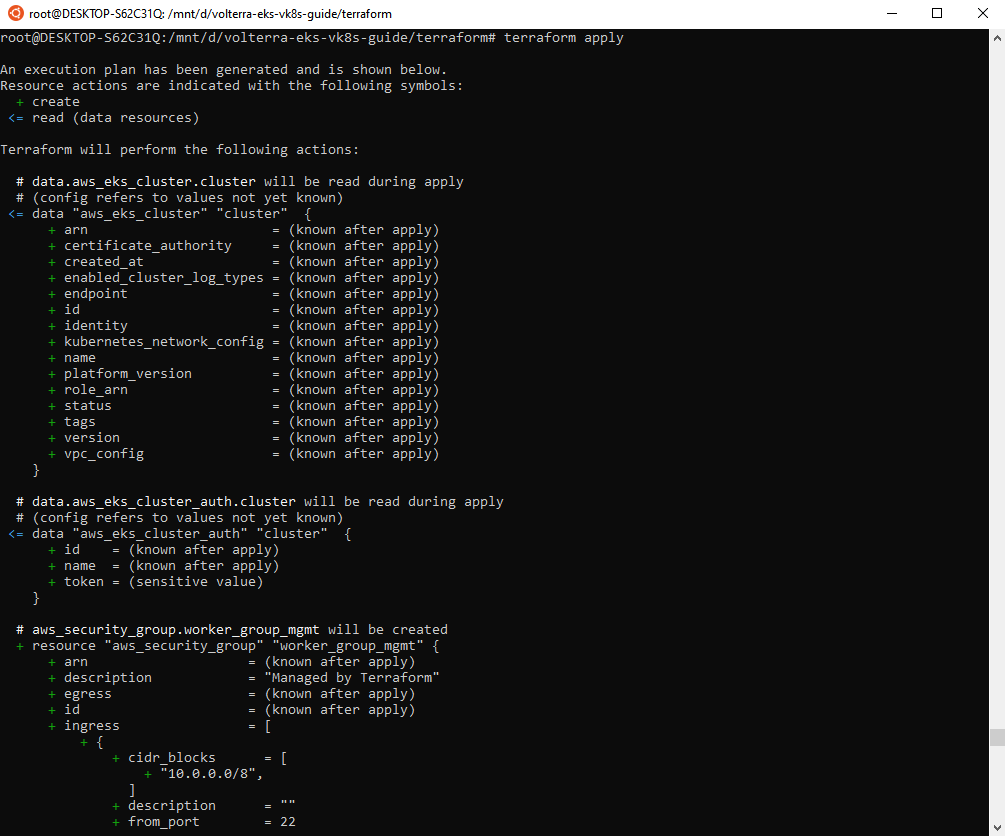 root@DESKTOP-S62C31Q: /mnt/d/volterra-eks-vk8s-guide/terraform
root@DESKTOP-S62C31Q:/mnt/d/volterra-eks-vk8s-guide/terraform# terraform apply

An execution plan has been generated and is shown below.
Resource actions are indicated with the following symbols:
  + create
 <= read (data resources)

Terraform will perform the following actions:

  # data.aws_eks_cluster.cluster will be read during apply
  # (config refers to values not yet known)
 <= data "aws_eks_cluster" "cluster"  {
      + arn                       = (known after apply)
      + certificate_authority     = (known after apply)
      + created_at                = (known after apply)
      + enabled_cluster_log_types = (known after apply)
      + endpoint                  = (known after apply)
      + id                        = (known after apply)
      + identity                  = (known after apply)
      + kubernetes_network_config = (known after apply)
      + name                      = (known after apply)
      + platform_version          = (known after apply)
      + role_arn                  = (known after apply)
      + status                    = (known after apply)
      + tags                      = (known after apply)
      + version                   = (known after apply)
      + vpc_config                = (known after apply)
    }

  # data.aws_eks_cluster_auth.cluster will be read during apply
  # (config refers to values not yet known)
 <= data "aws_eks_cluster_auth" "cluster"  {
      + id    = (known after apply)
      + name  = (known after apply)
      + token = (sensitive value)
    }

  # aws_security_group.worker_group_mgmt will be created
  + resource "aws_security_group" "worker_group_mgmt" {
      + arn                    = (known after apply)
      + description            = "Managed by Terraform"
      + egress                 = (known after apply)
      + id                     = (known after apply)
      + ingress                = [
          + {
              + cidr_blocks      = [
                  + "10.0.0.0/8",
                ]
              + description      = ""
              + from_port        = 22